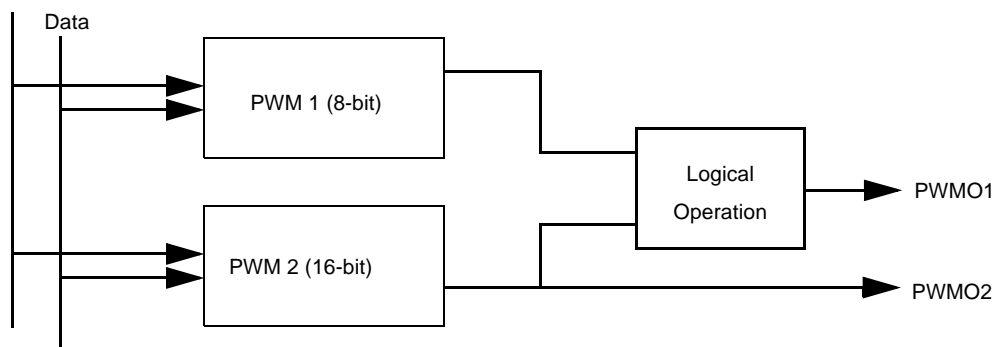 Data
PWM 1 (8-bit)
Logical
Operation
PWMO1
PWM 2 (16-bit)
PWMO2